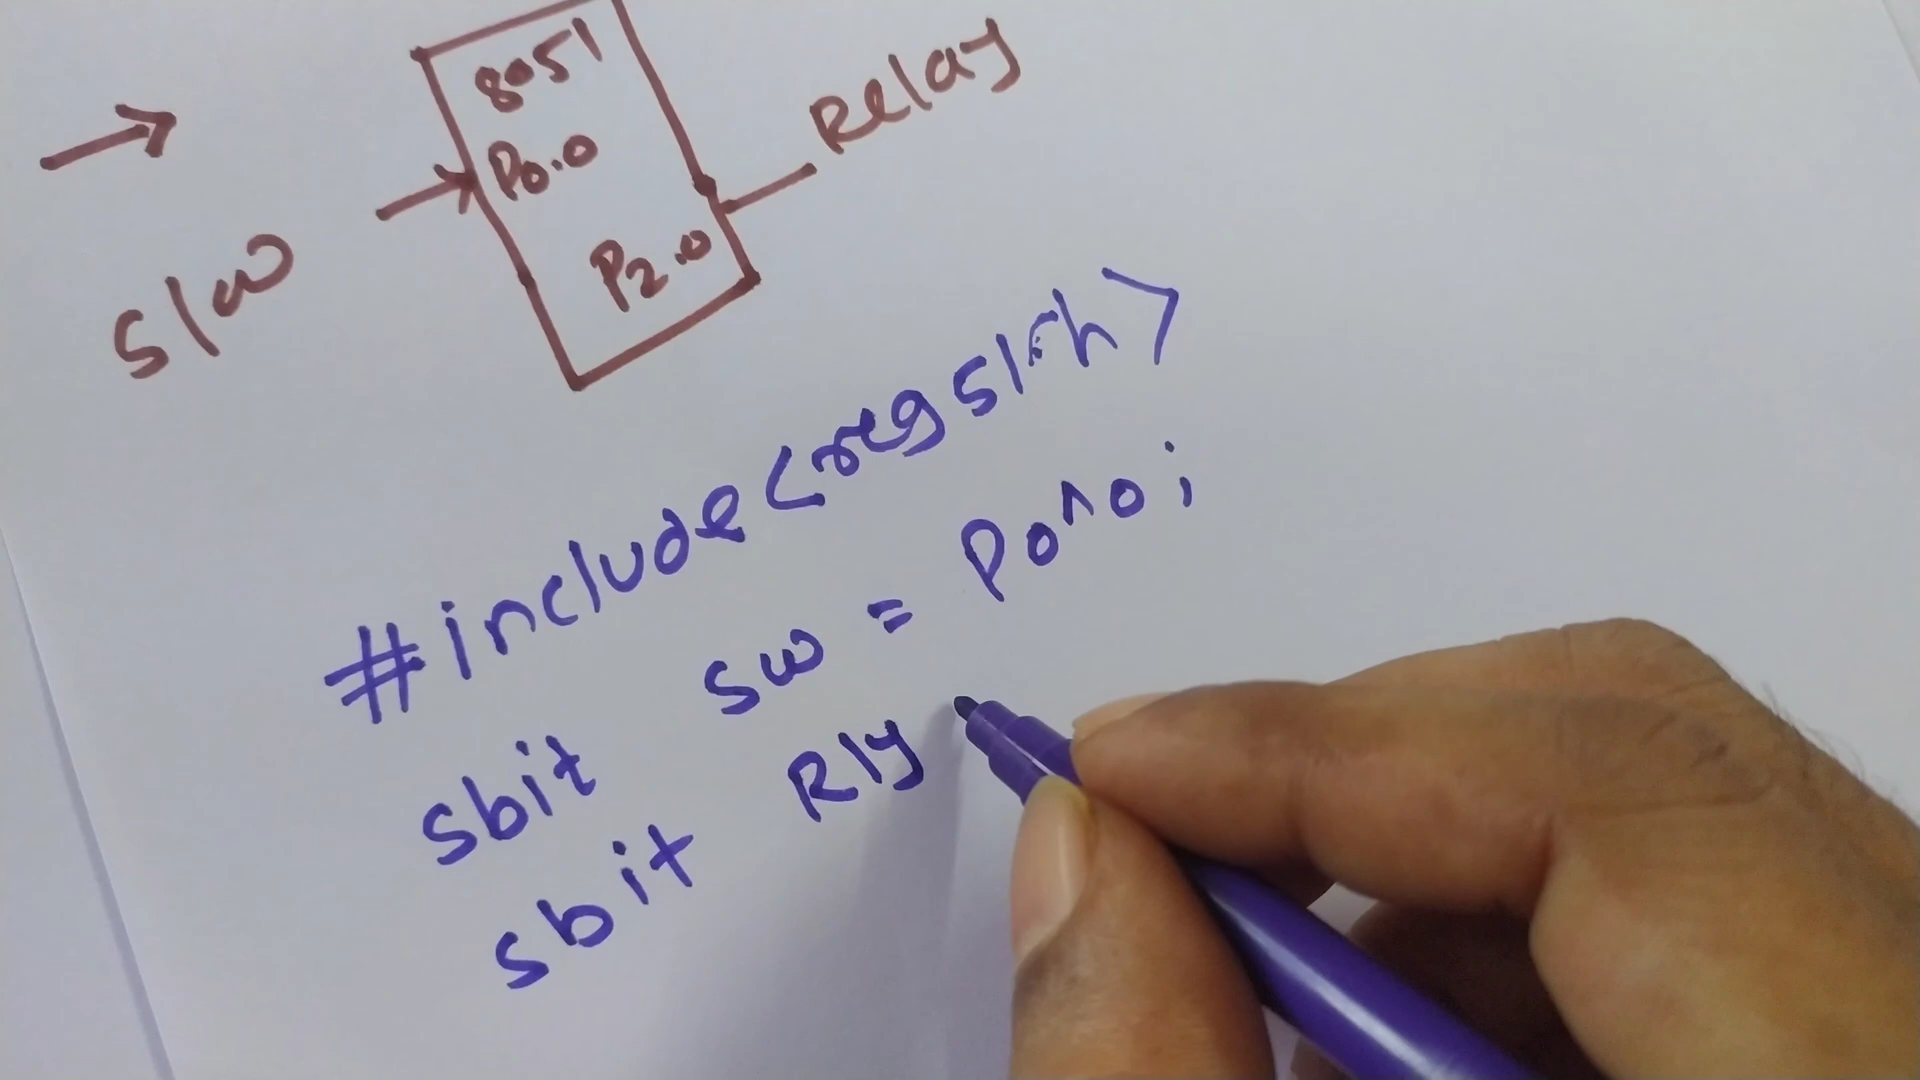 8051
P0.0
Relay
S/w
P2.0
#include<reg51.h>
sbit sw = P0^0;
sbit Rly